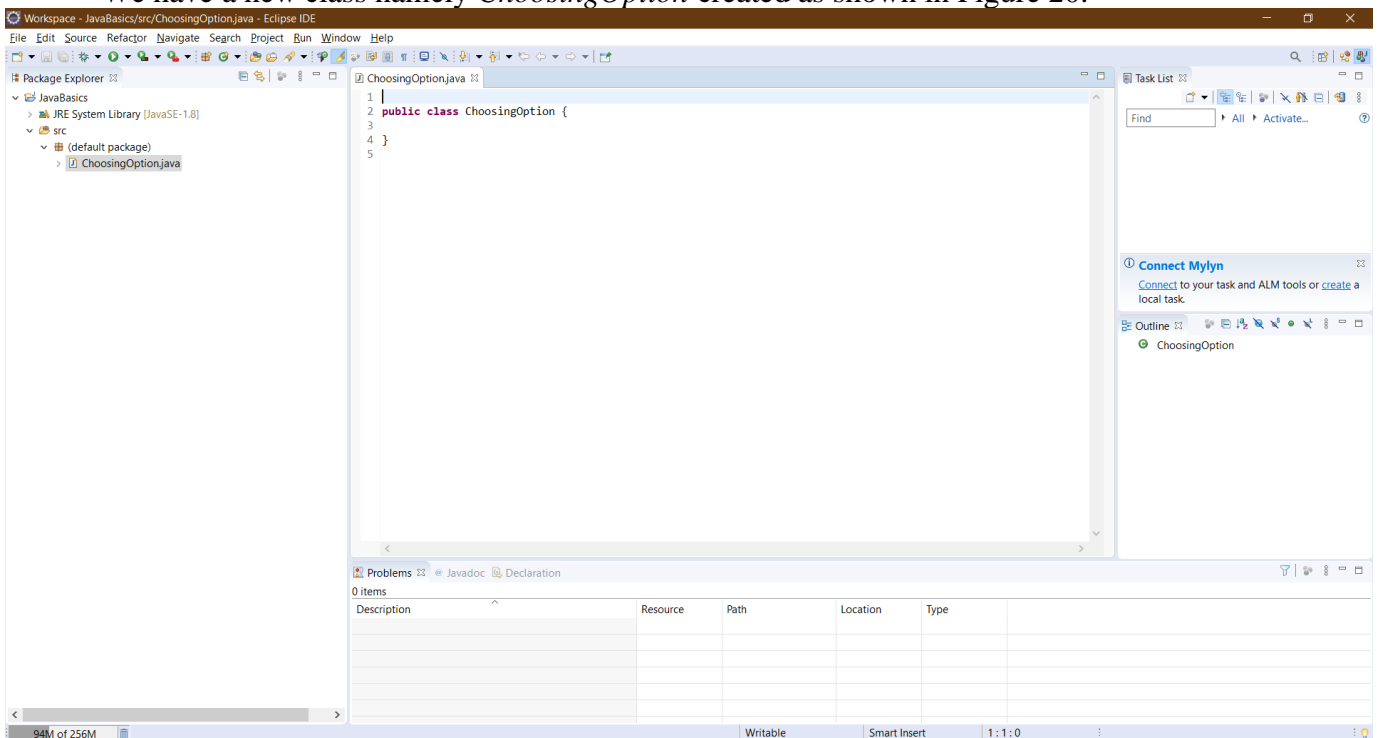 We have a new class namely ChoosingOption created as shown in Figure 20.
Workspace - JavaBasics/src/ChoosingOption.java - Eclipse IDE
File Edit Source Refactor Navigate Search Project Run Window Help
Package Explorer
JavaBasics
JRE System Library [JavaSE-1.8]
src
(default package)
ChoosingOption.java
ChoosingOption.java
1
2 public class ChoosingOption {
3
4 }
5
Task List
Find All Activate...
Connect Mylyn
Connect to your task and ALM tools or create a
local task.
Outline
ChoosingOption
Problems Javadoc Declaration
0 items
Description Resource Path Location Type
94M of 256M Writable Smart Insert 1 : 1 : 0